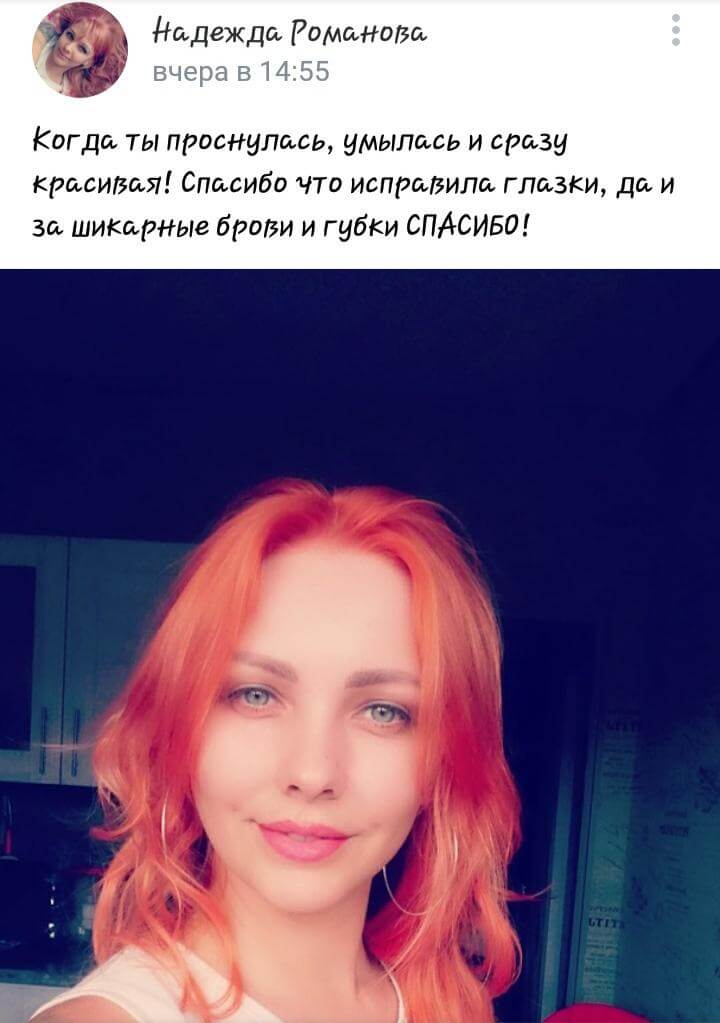 Надежда Романова
вчера в 14:55
Когда ты проснулась, умылась и сразу
красивая! Спасибо что исправила глазки, да и
за шикарные брови и губки СПАСИБО!